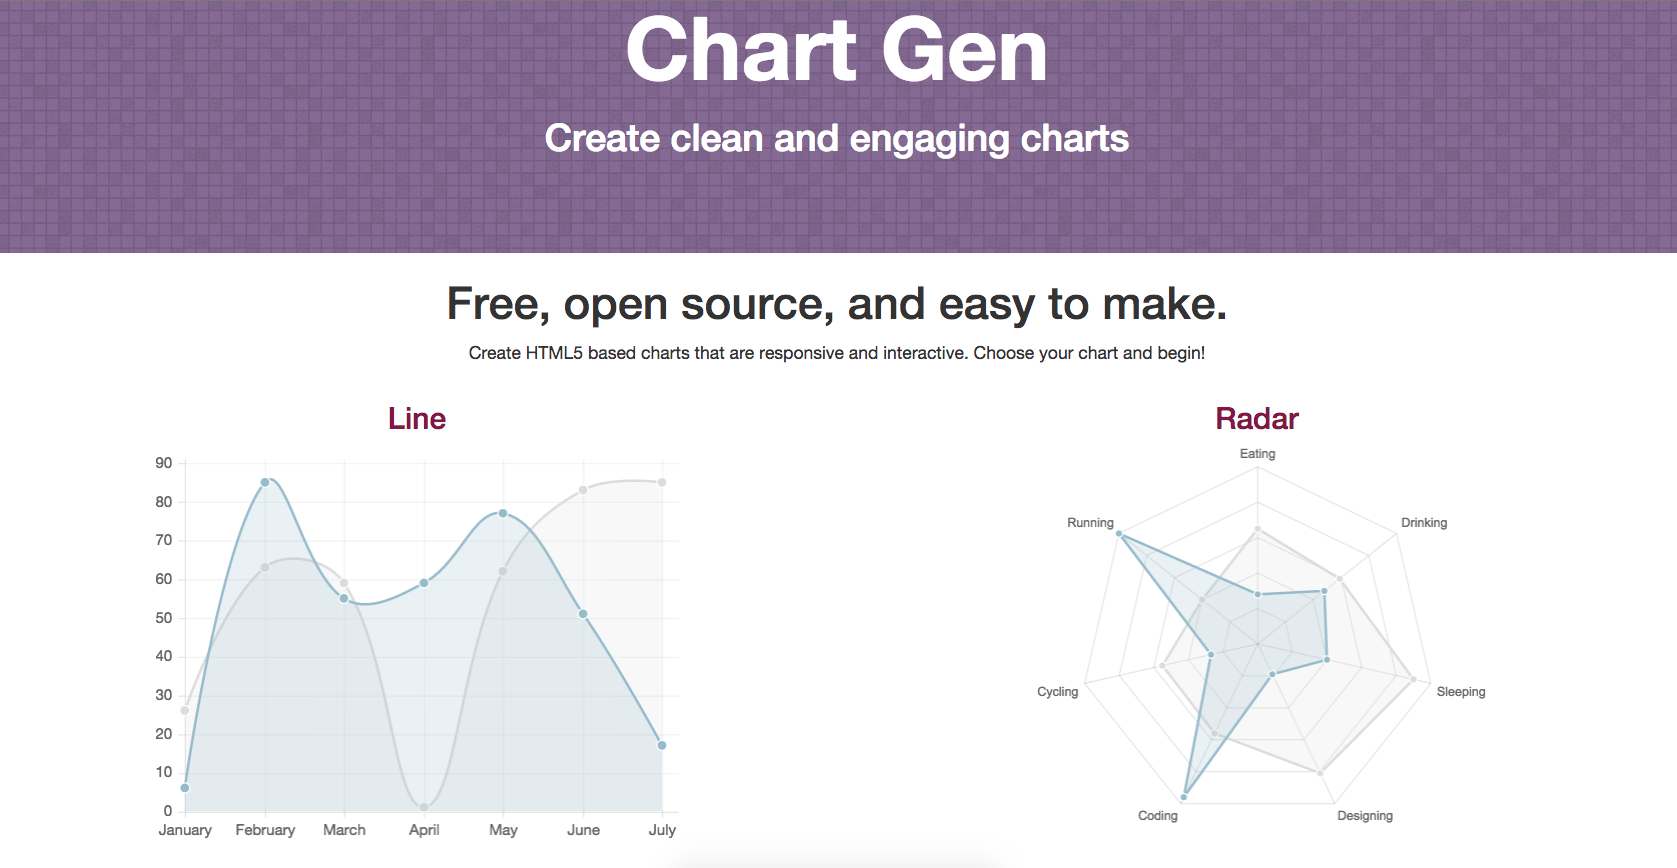 Chart Gen
Create clean and engaging charts
Free, open source, and easy to make.
Create HTML5 based charts that are responsive and interactive. Choose your chart and begin!
Line
90
80
70
60
50
40
30
20
10
0
January February March April May June July
Radar
Eating
Running Drinking
Cycling Sleeping
Coding Designing